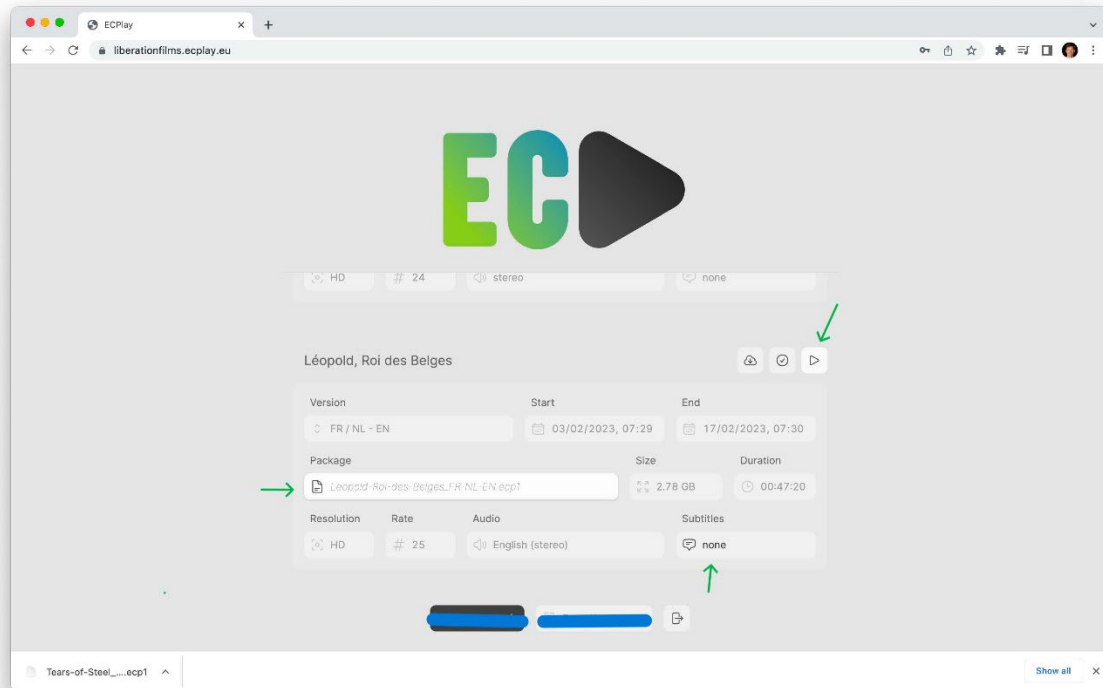 ECPlay
liberationfilms.ecplay.eu
EC
HD # 24 stereo none
Léopold, Roi des Belges
Version Start End
FR / NL - EN 03/02/2023, 07:29 17/02/2023, 07:30
Package Size Duration
Leopold-Roi-des-Belges_FR-NL-EN.ecp1 2.78 GB 00:47:20
Resolution Rate Audio Subtitles
HD # 25 English (stereo) none
Tears-of-Steel_....ecp1 Show all